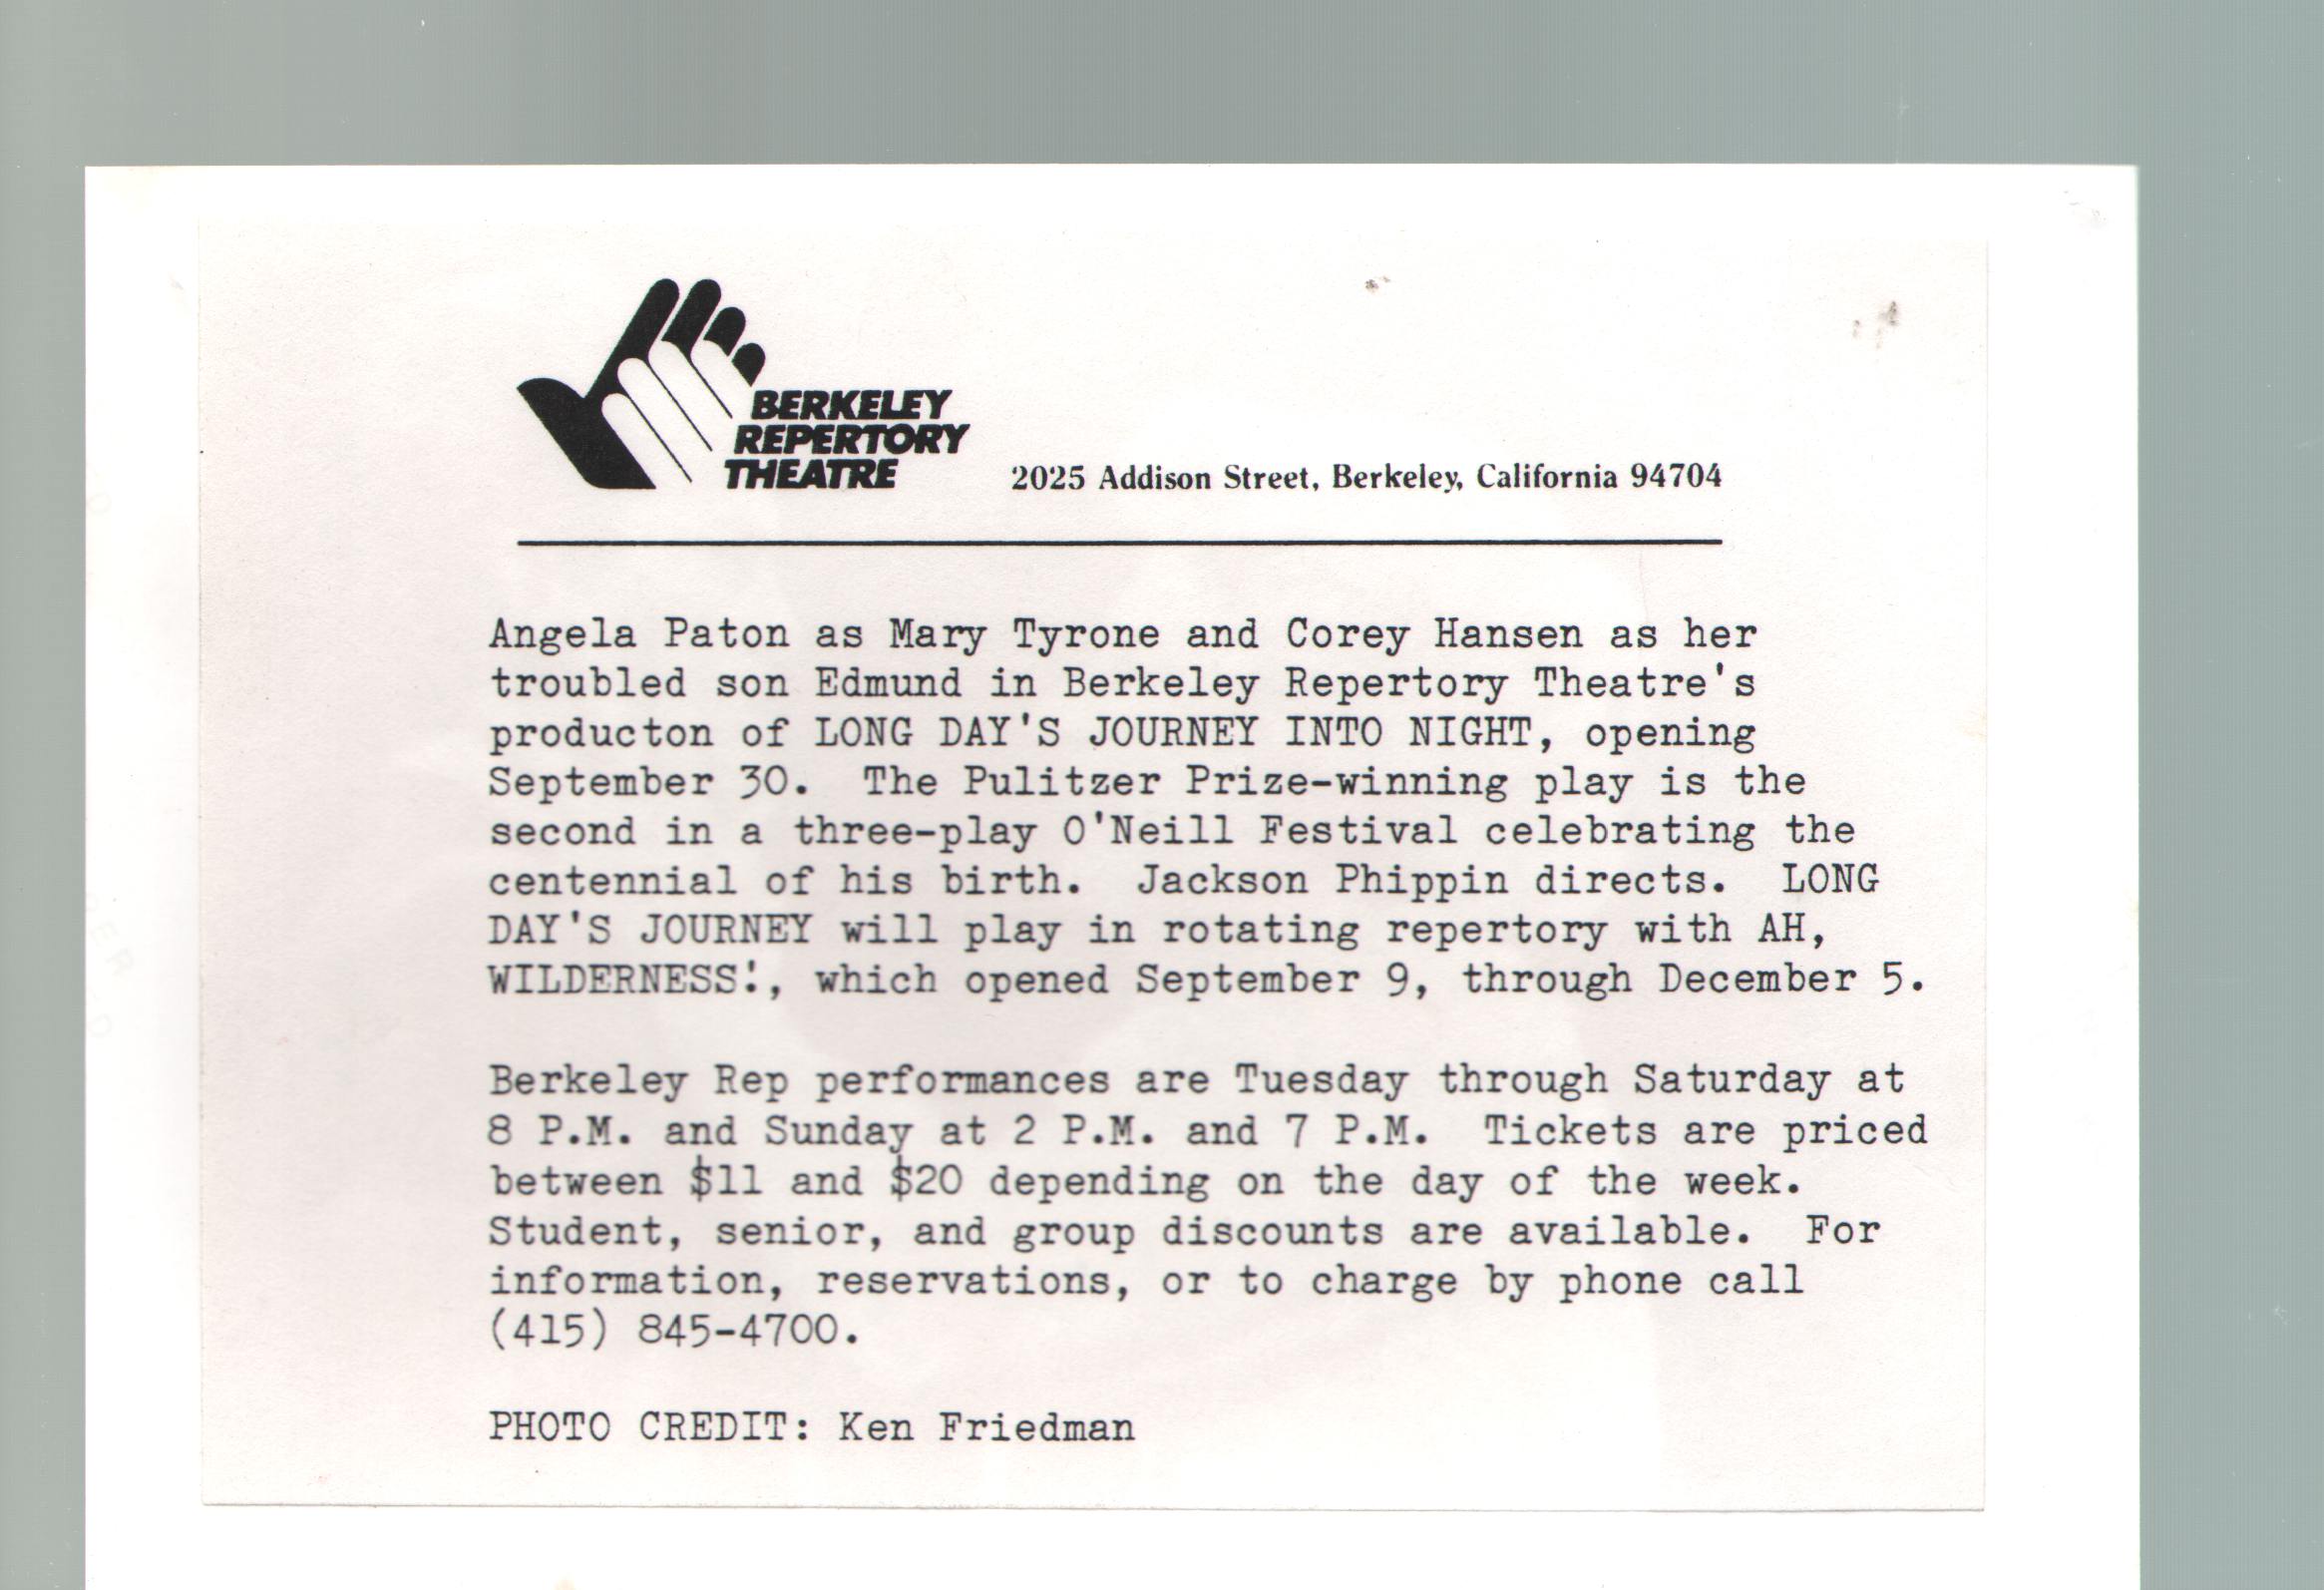 BERKELEY
REPERTORY
THEATRE
2025 Addison Street, Berkeley, California 94704
Angela Paton as Mary Tyrone and Corey Hansen as her
troubled son Edmund in Berkeley Repertory Theatre's
producton of LONG DAY'S JOURNEY INTO NIGHT, opening
September 30.  The Pulitzer Prize-winning play is the
second in a three-play O'Neill Festival celebrating the
centennial of his birth.  Jackson Phippin directs.  LONG
DAY'S JOURNEY will play in rotating repertory with AH,
WILDERNESS!, which opened September 9, through December 5.
Berkeley Rep performances are Tuesday through Saturday at
8 P.M. and Sunday at 2 P.M. and 7 P.M.  Tickets are priced
between $11 and $20 depending on the day of the week.
Student, senior, and group discounts are available.  For
information, reservations, or to charge by phone call
(415) 845-4700.
PHOTO CREDIT: Ken Friedman